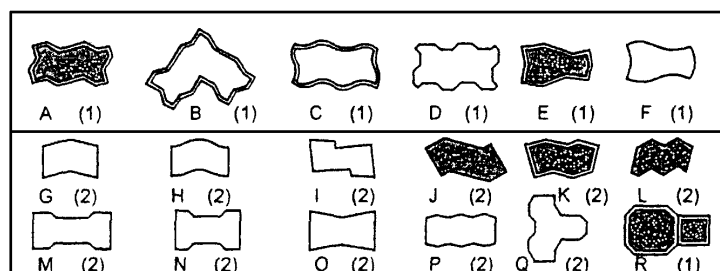 A (1) B (1) C (1) D (1) E (1) F (1)
G (2) H (2) I (2) J (2) K (2) L (2)
M (2) N (2) O (2) P (2) Q (2) R (1)